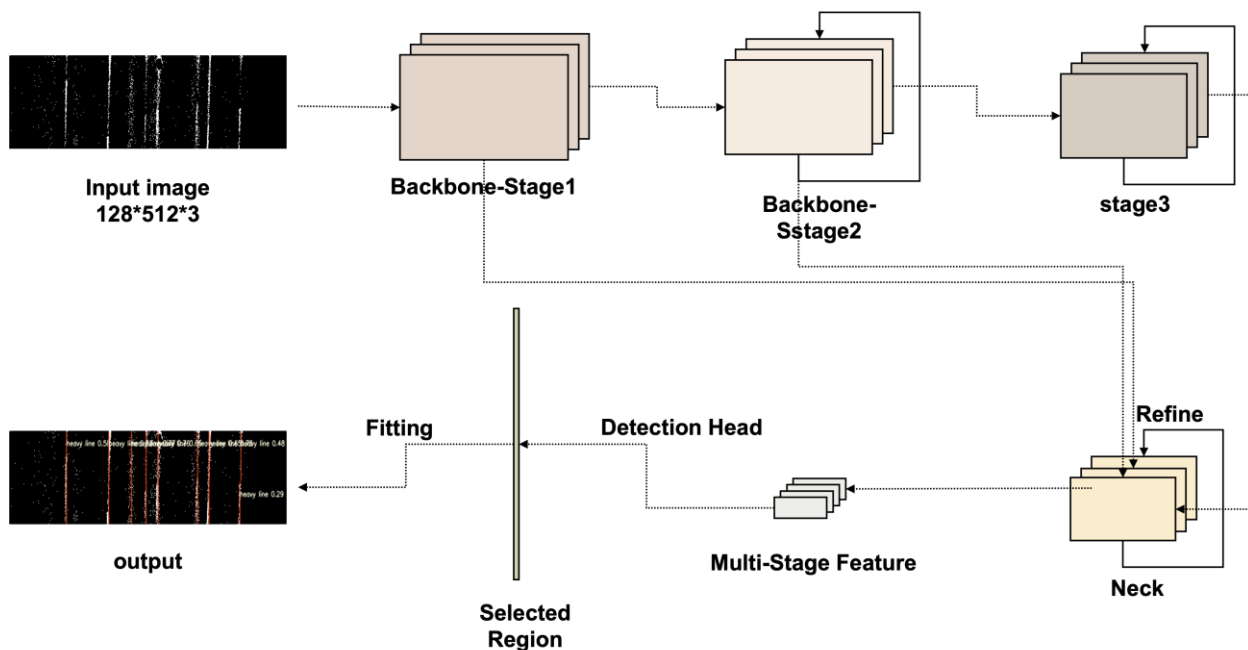 Input image
128*512*3
Backbone-Stage1
Backbone-
Sstage2
stage3
Refine
Neck
Multi-Stage Feature
Detection Head
Selected
Region
Fitting
heavy line 0.48
heavy line 0.29
output